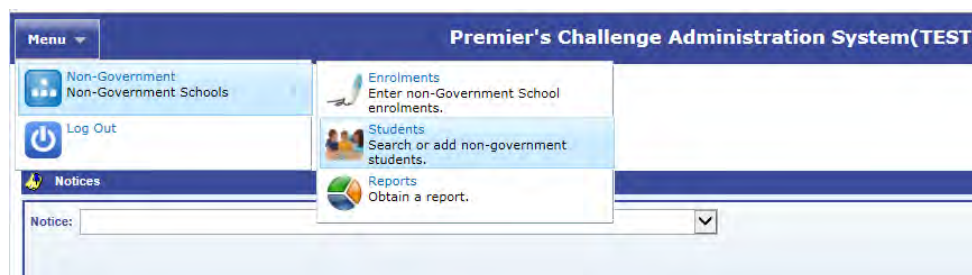 Menu
Premier's Challenge Administration System(TEST
Non-Government
Non-Government Schools
Log Out
Enrolments
Enter non-Government School
enrolments.
Students
Search or add non-government
students.
Reports
Obtain a report.
Notices
Notice: